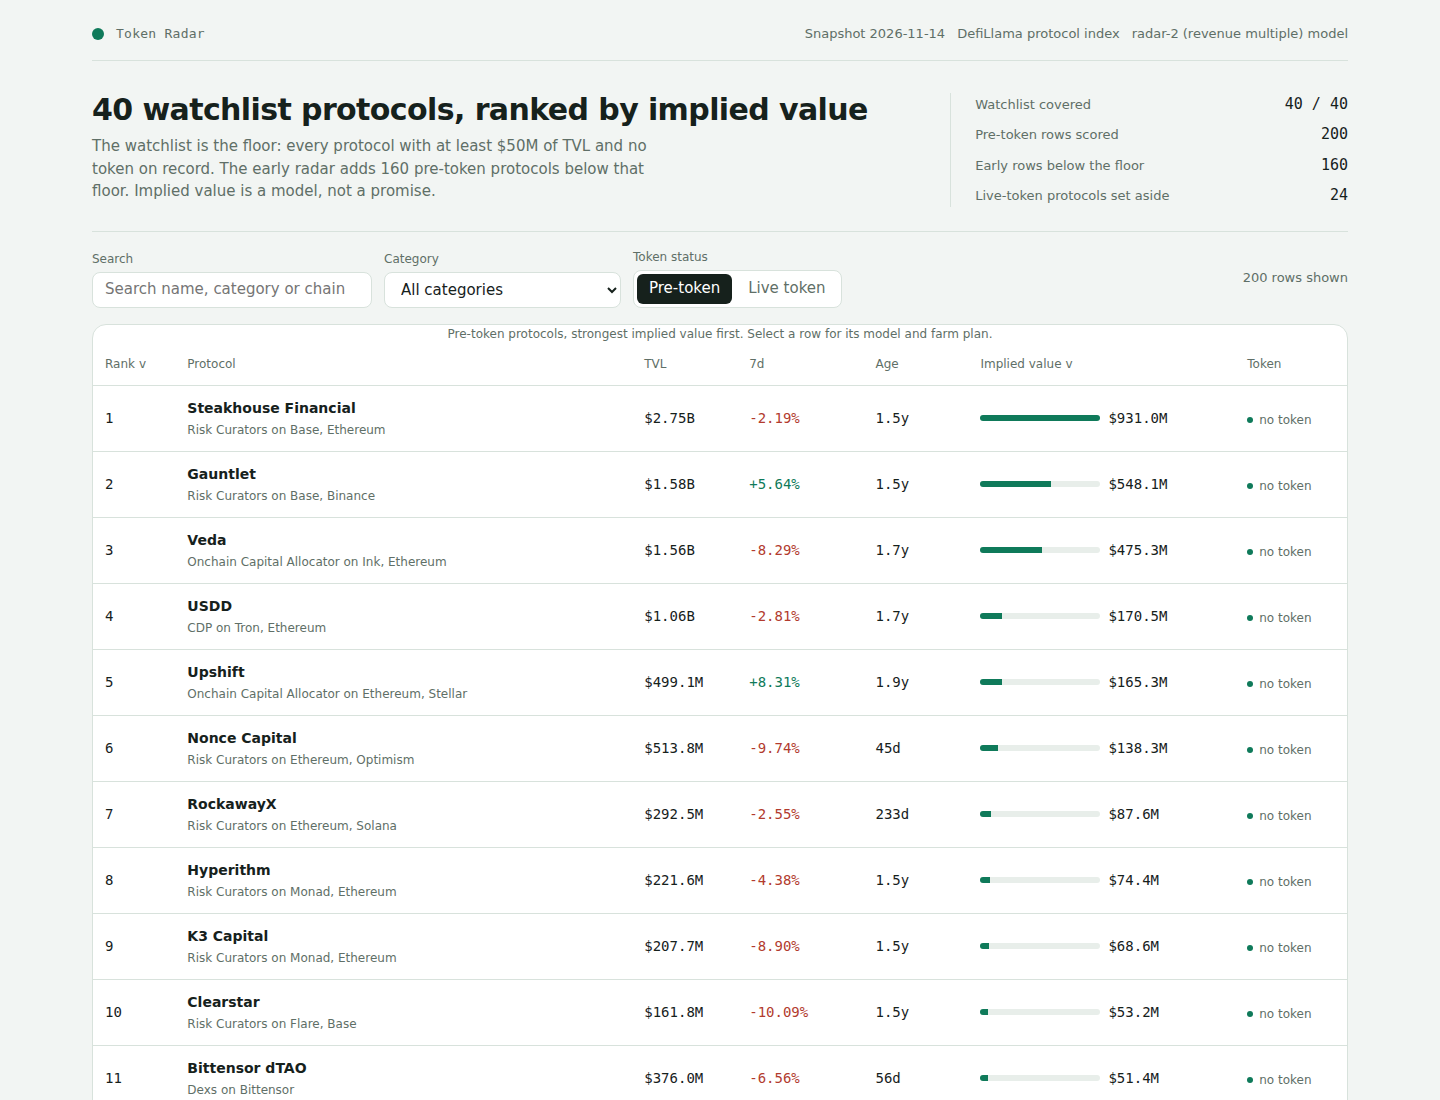 Token Radar
Snapshot 2026-11-14 DefiLlama protocol index radar-2 (revenue multiple) model
40 watchlist protocols, ranked by implied value
The watchlist is the floor: every protocol with at least $50M of TVL and no
token on record. The early radar adds 160 pre-token protocols below that
floor. Implied value is a model, not a promise.
Watchlist covered 40 / 40
Pre-token rows scored 200
Early rows below the floor 160
Live-token protocols set aside 24
Search
Search name, category or chain
Category
All categories
Token status
Pre-token Live token
200 rows shown
Pre-token protocols, strongest implied value first. Select a row for its model and farm plan.
Rank v Protocol TVL 7d Age Implied value v Token
1 Steakhouse Financial $2.75B -2.19% 1.5y $931.0M no token
Risk Curators on Base, Ethereum
2 Gauntlet $1.58B +5.64% 1.5y $548.1M no token
Risk Curators on Base, Binance
3 Veda $1.56B -8.29% 1.7y $475.3M no token
Onchain Capital Allocator on Ink, Ethereum
4 USDD $1.06B -2.81% 1.7y $170.5M no token
CDP on Tron, Ethereum
5 Upshift $499.1M +8.31% 1.9y $165.3M no token
Onchain Capital Allocator on Ethereum, Stellar
6 Nonce Capital $513.8M -9.74% 45d $138.3M no token
Risk Curators on Ethereum, Optimism
7 RockawayX $292.5M -2.55% 233d $87.6M no token
Risk Curators on Ethereum, Solana
8 Hyperithm $221.6M -4.38% 1.5y $74.4M no token
Risk Curators on Monad, Ethereum
9 K3 Capital $207.7M -8.90% 1.5y $68.6M no token
Risk Curators on Monad, Ethereum
10 Clearstar $161.8M -10.09% 1.5y $53.2M no token
Risk Curators on Flare, Base
11 Bittensor dTAO $376.0M -6.56% 56d $51.4M no token
Dexs on Bittensor